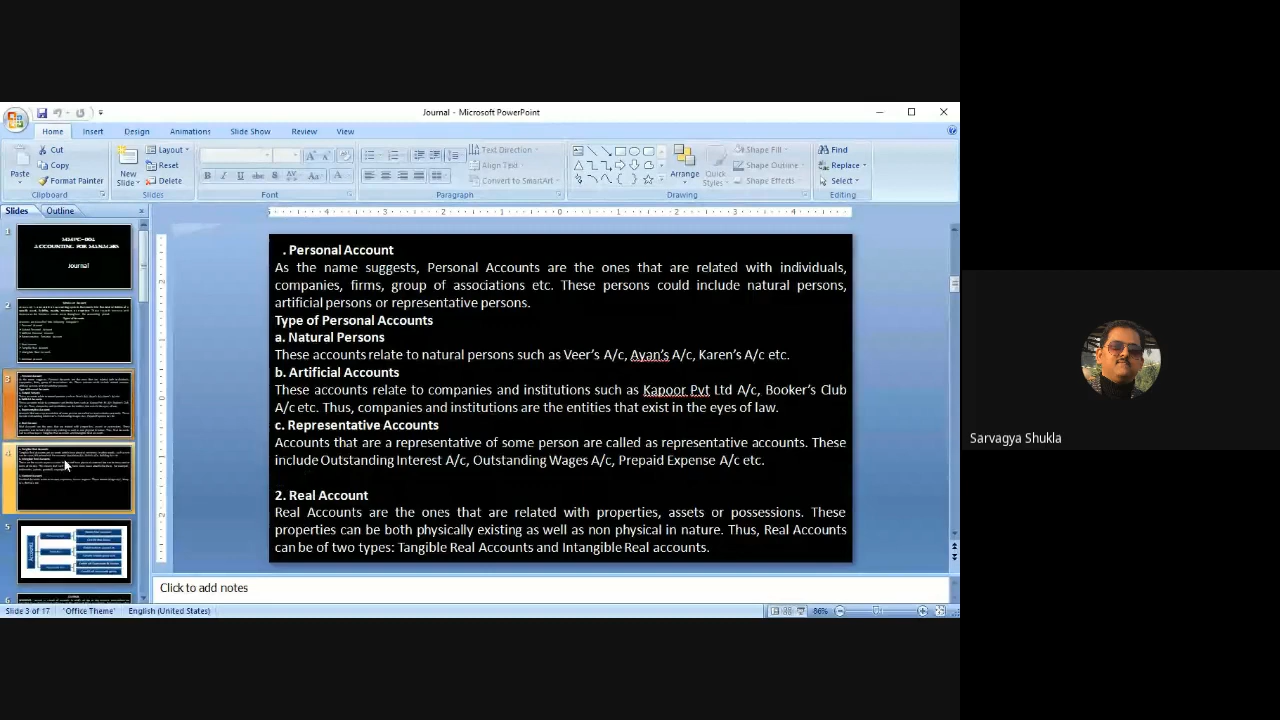 Journal - Microsoft PowerPoint
Home Insert Design Animations Slide Show Review View
Paste
Cut
Copy
Format Painter
Clipboard
New Slide
Layout
Reset
Delete
Slides
Font
Text Direction
Align Text
Convert to SmartArt
Paragraph
Arrange
Quick Styles
Shape Fill
Shape Outline
Shape Effects
Drawing
Find
Replace
Select
Editing
Slides Outline
1
ACCOUNTING FOR MANAGERS
Journal
2
3
4
5
6
. Personal Account
As the name suggests, Personal Accounts are the ones that are related with individuals,
companies, firms, group of associations etc. These persons could include natural persons,
artificial persons or representative persons.
Type of Personal Accounts
a. Natural Persons
These accounts relate to natural persons such as Veer's A/c, Ayan's A/c, Karen's A/c etc.
b. Artificial Accounts
These accounts relate to companies and institutions such as Kapoor Pvt Ltd A/c, Booker's Club
A/c etc. Thus, companies and institutions are the entities that exist in the eyes of law.
c. Representative Accounts
Accounts that are a representative of some person are called as representative accounts. These
include Outstanding Interest A/c, Outstanding Wages A/c, Prepaid Expense A/c, etc.
2. Real Account
Real Accounts are the ones that are related with properties, assets or possessions. These
properties can be both physically existing as well as non physical in nature. Thus, Real Accounts
can be of two types: Tangible Real Accounts and Intangible Real accounts.
Click to add notes
Slide 3 of 17 "Office Theme" English (United States) 86%
Sarvagya Shukla